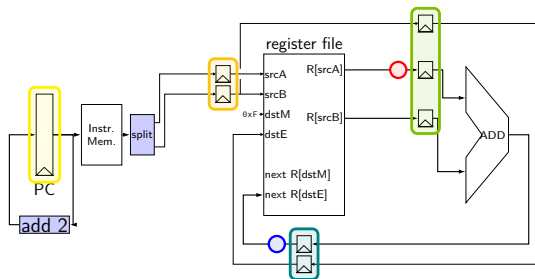 register file
srcA
R[srcA]
srcB
0xF
dstM
R[srcB]
dstE
next R[dstM]
next R[dstE]
Instr.
Mem.
split
ADD
PC
add 2